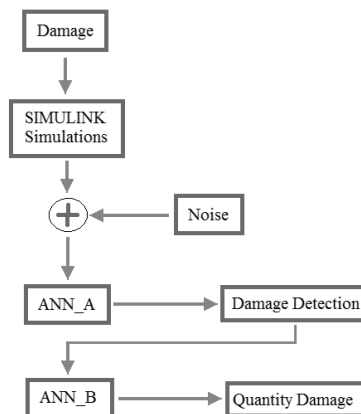 Damage
SIMULINK
Simulations
Noise
ANN_A
Damage Detection
ANN_B
Quantity Damage